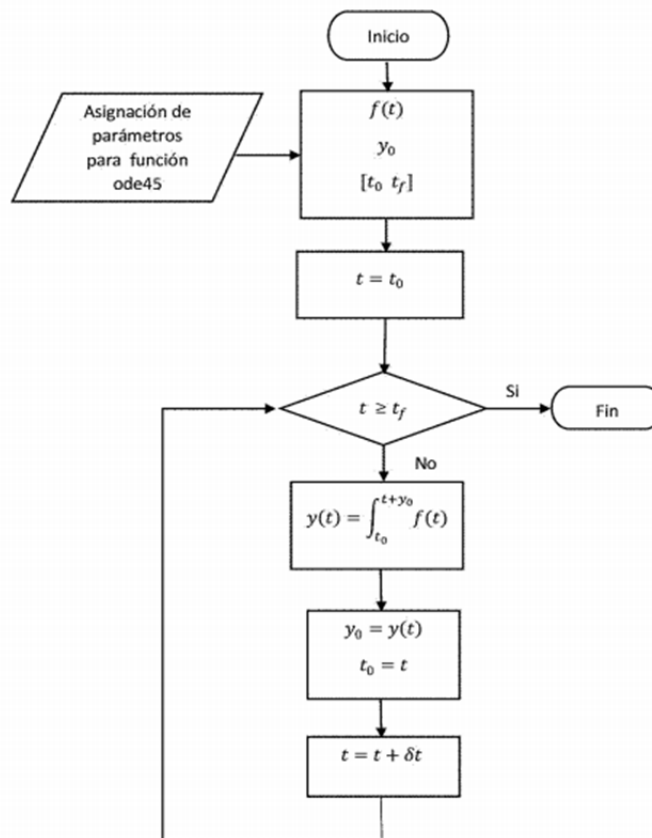 Inicio
Asignación de
parámetros
para función
ode45
f(t)
y₀
[t₀ t_f]
t = t₀
t ≥ t_f
Si
Fin
No
y(t) = ∫_{t₀}^{t+y₀} f(t)
y₀ = y(t)
t₀ = t
t = t + δt